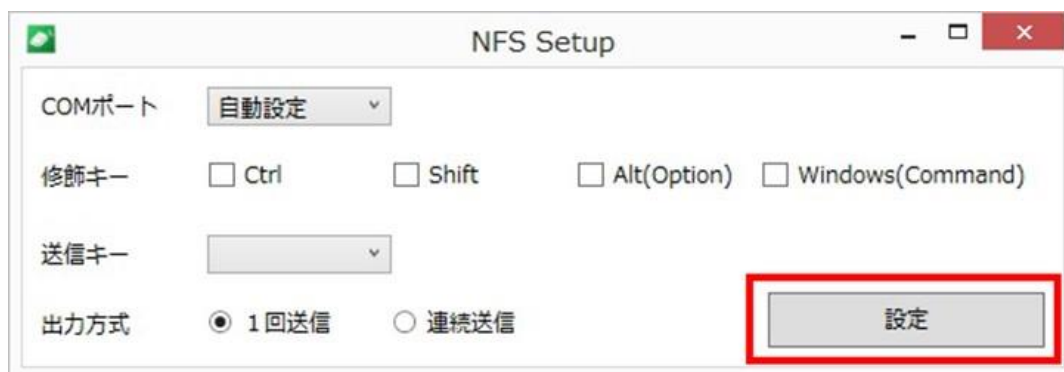 NFS Setup
COMポート 自動設定
修飾キー Ctrl Shift Alt(Option) Windows(Command)
送信キー
出力方式 1回送信 連続送信 設定